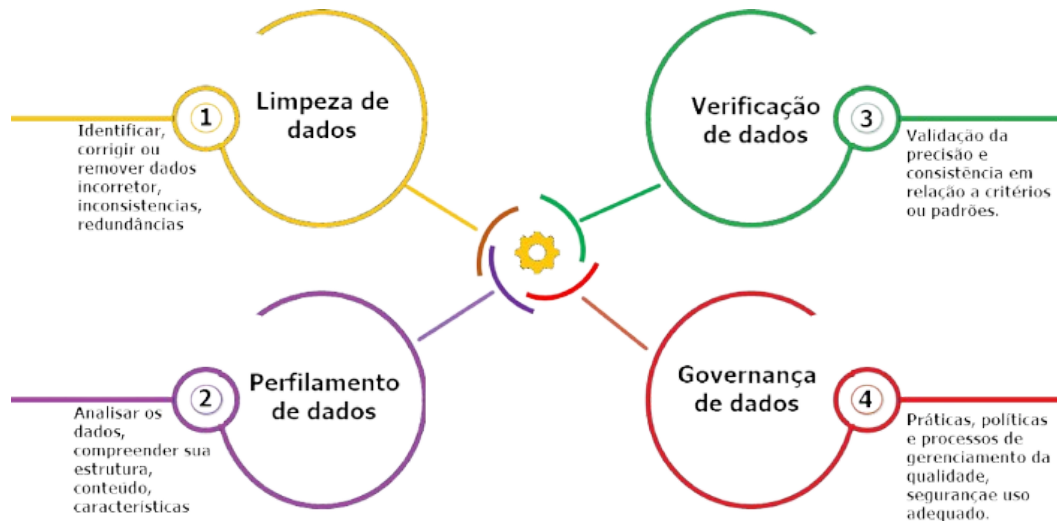 1
Limpeza de
dados
Identificar,
corrigir ou
remover dados
incorretor,
inconsistencias,
redundâncias
2
Perfilamento
de dados
Analisar os
dados,
compreender sua
estrutura,
conteúdo,
características
Verificação
de dados
3
Validação da
precisão e
consistência em
relação a critérios
ou padrões.
Governança
de dados
4
Práticas, políticas
e processos de
gerenciamento da
qualidade,
segurançae uso
adequado.